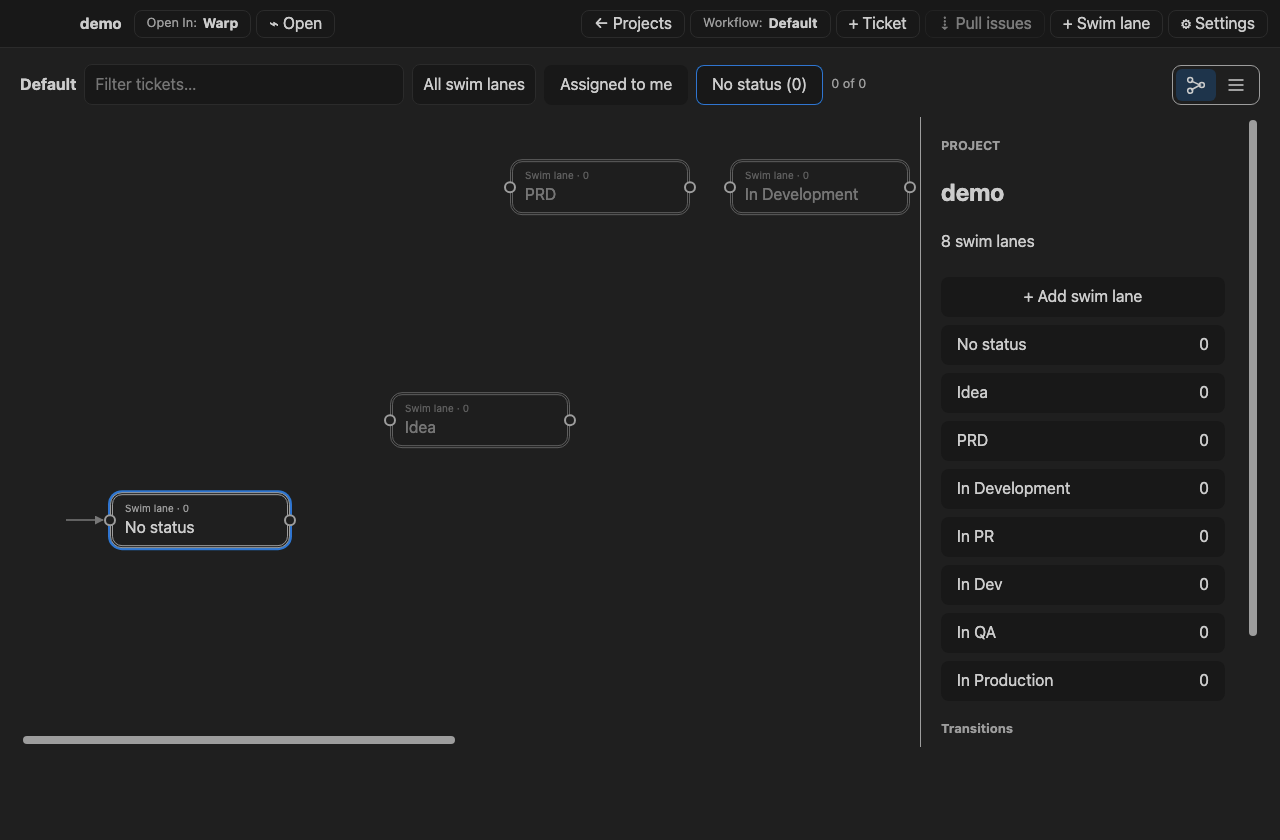 demo
Open In: Warp
⌁ Open
← Projects
Workflow: Default
+ Ticket
⇣ Pull issues
+ Swim lane
⚙ Settings
Default
Filter tickets...
All swim lanes
Assigned to me
No status (0)
0 of 0
Swim lane · 0
PRD
Swim lane · 0
In Development
Swim lane · 0
Idea
Swim lane · 0
No status
PROJECT
demo
8 swim lanes
+ Add swim lane
No status 0
Idea 0
PRD 0
In Development 0
In PR 0
In Dev 0
In QA 0
In Production 0
Transitions